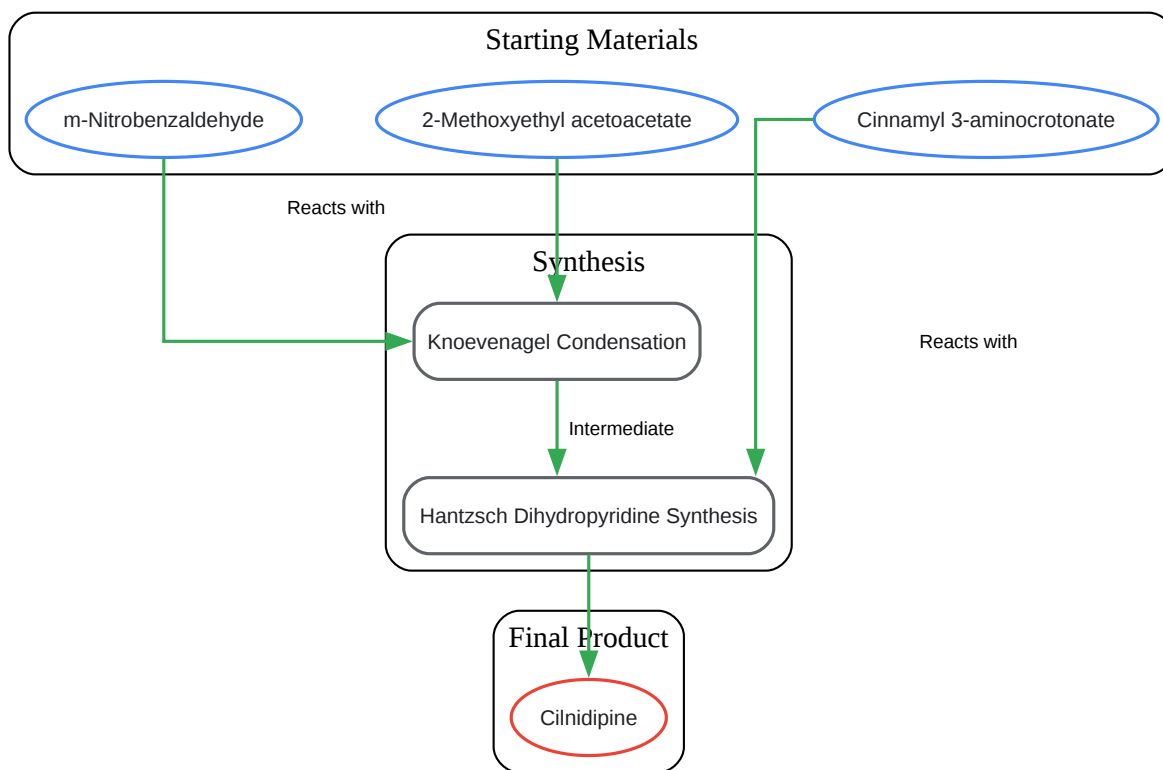 Starting Materials
m-Nitrobenzaldehyde
2-Methoxyethyl acetoacetate
Cinnamyl 3-aminocrotonate
Reacts with
Synthesis
Knoevenagel Condensation
Reacts with
Intermediate
Hantzsch Dihydropyridine Synthesis
Final Product
Cilnidipine